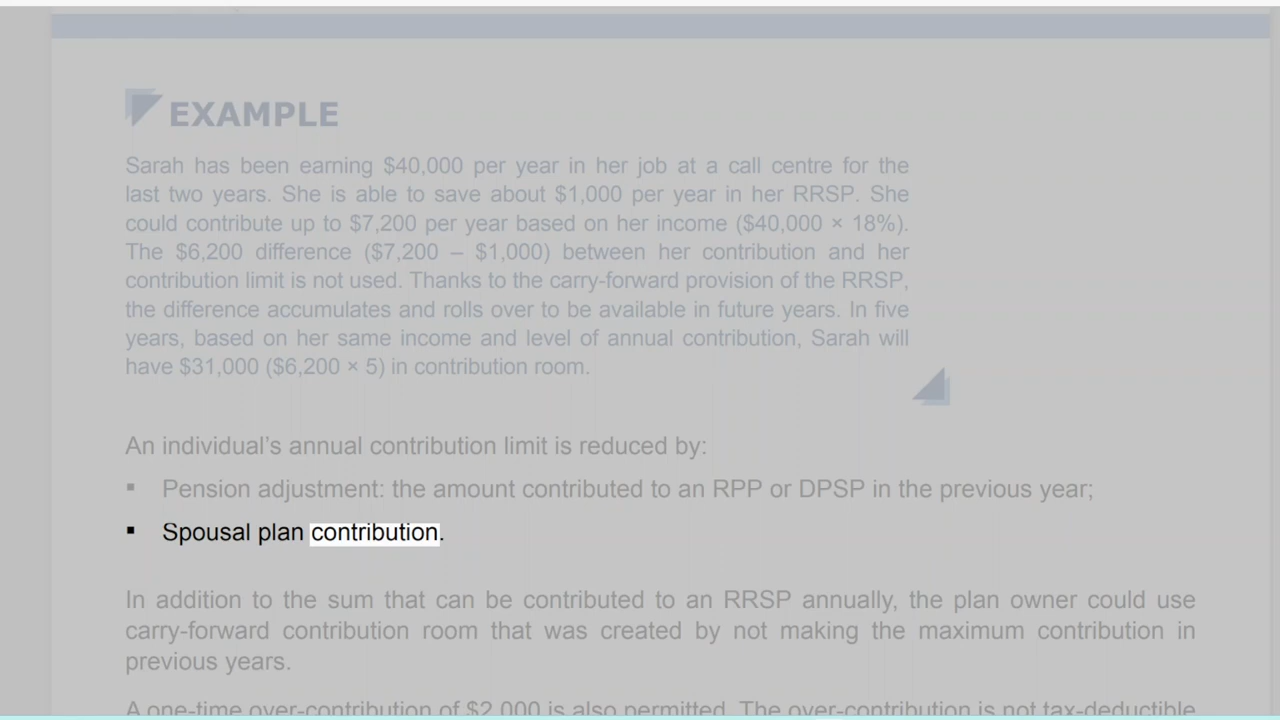 EXAMPLE
Sarah has been earning $40,000 per year in her job at a call centre for the
last two years. She is able to save about $1,000 per year in her RRSP. She
could contribute up to $7,200 per year based on her income ($40,000 × 18%).
The $6,200 difference ($7,200 – $1,000) between her contribution and her
contribution limit is not used. Thanks to the carry-forward provision of the RRSP,
the difference accumulates and rolls over to be available in future years. In five
years, based on her same income and level of annual contribution, Sarah will
have $31,000 ($6,200 × 5) in contribution room.
An individual’s annual contribution limit is reduced by:
▪ Pension adjustment: the amount contributed to an RPP or DPSP in the previous year;
▪ Spousal plan contribution.
In addition to the sum that can be contributed to an RRSP annually, the plan owner could use
carry-forward contribution room that was created by not making the maximum contribution in
previous years.
A one-time over-contribution of $2,000 is also permitted. The over-contribution is not tax-deductible